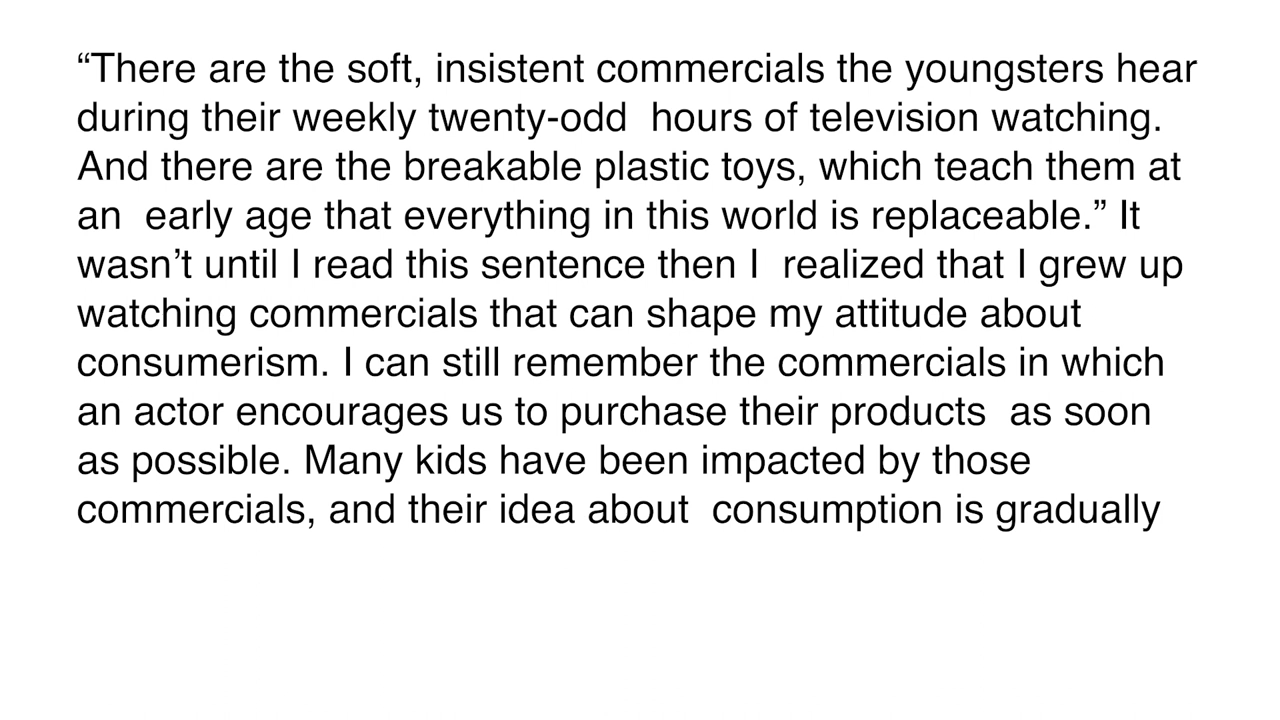 “There are the soft, insistent commercials the youngsters hear
during their weekly twenty-odd  hours of television watching.
And there are the breakable plastic toys, which teach them at
an  early age that everything in this world is replaceable.” It
wasn’t until I read this sentence then I  realized that I grew up
watching commercials that can shape my attitude about
consumerism. I can still remember the commercials in which
an actor encourages us to purchase their products  as soon
as possible. Many kids have been impacted by those
commercials, and their idea about  consumption is gradually